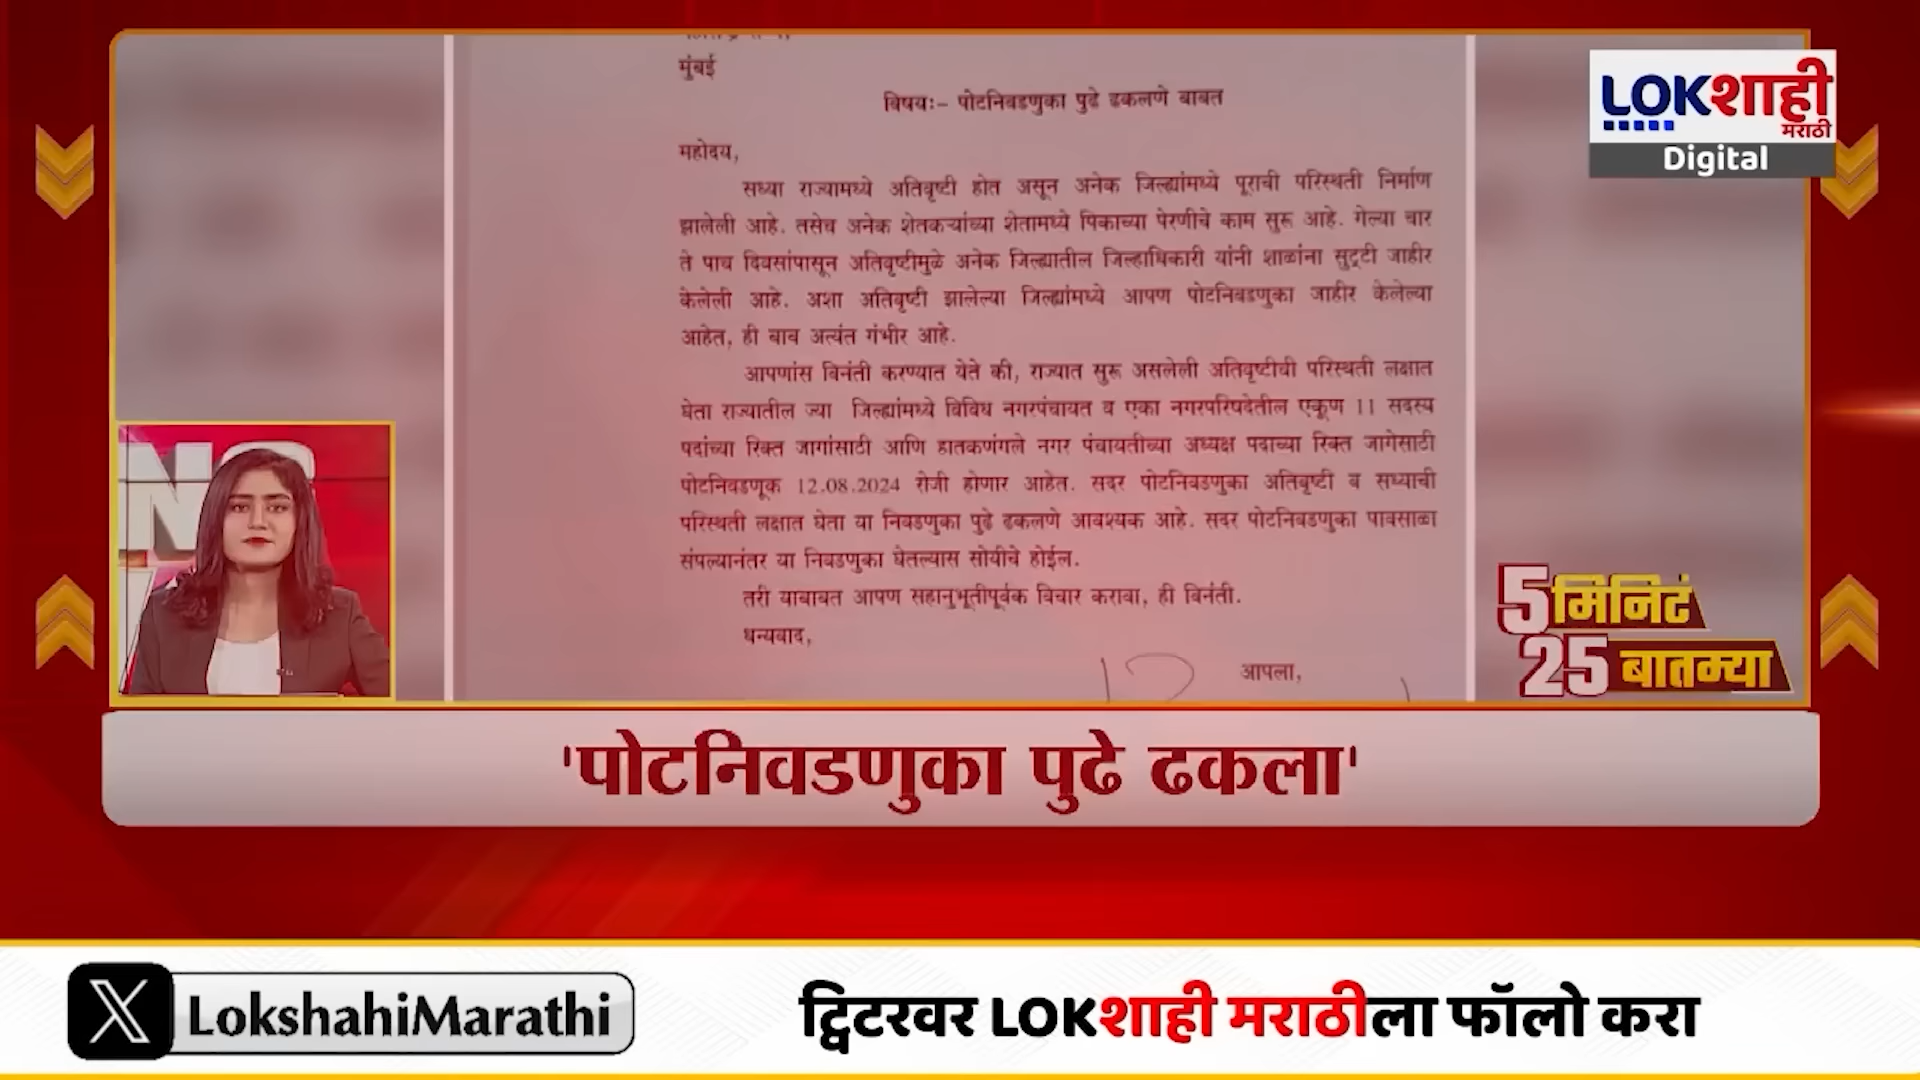 मुंबई
विषयः- पोटनिवडणुका पुढे ढकलणे बाबत
महोदय,
सध्या राज्यामध्ये अतिवृष्टी होत असून अनेक जिल्ह्यांमध्ये पूराची परिस्थती निर्माण
झालेली आहे. तसेच अनेक शेतकऱ्यांच्या शेतामध्ये पिकाच्या पेरणीचे काम सुरू आहे. गेल्या चार
ते पाच दिवसांपासून अतिवृष्टीमुळे अनेक जिल्ह्यातील जिल्हाधिकारी यांनी शाळांना सुट्टी जाहीर
केलेली आहे. अशा अतिवृष्टी झालेल्या जिल्ह्यांमध्ये आपण पोटनिवडणुका जाहीर केलेल्या
आहेत, ही बाब अत्यंत गंभीर आहे.
आपणांस विनंती करण्यात येते की, राज्यात सुरू असलेली अतिवृष्टीची परिस्थती लक्षात
घेता राज्यातील ज्या जिल्ह्यांमध्ये विविध नगरपंचायत व एका नगरपरिषदेतील एकूण 11 सदस्य
पदांच्या रिक्त जागांसाठी आणि हातकणंगले नगर पंचायतीच्या अध्यक्ष पदाच्या रिक्त जागेसाठी
पोटनिवडणूक 12.08.2024 रोजी होणार आहेत. सदर पोटनिवडणुका अतिवृष्टी व सध्याची
परिस्थती लक्षात घेता या निवडणुका पुढे ढकलणे आवश्यक आहे. सदर पोटनिवडणुका पावसाळा
संपल्यानंतर या निवडणुका घेतल्यास सोयीचे होईल.
तरी याबाबत आपण सहानुभूतीपूर्वक विचार करावा, ही विनंती.
धन्यवाद,
आपला,
LOKशाही
मराठी
Digital
5 मिनिटं
25 बातम्या
'पोटनिवडणुका पुढे ढकला'
X LokshahiMarathi
ट्विटरवर LOKशाही मराठीला फॉलो करा